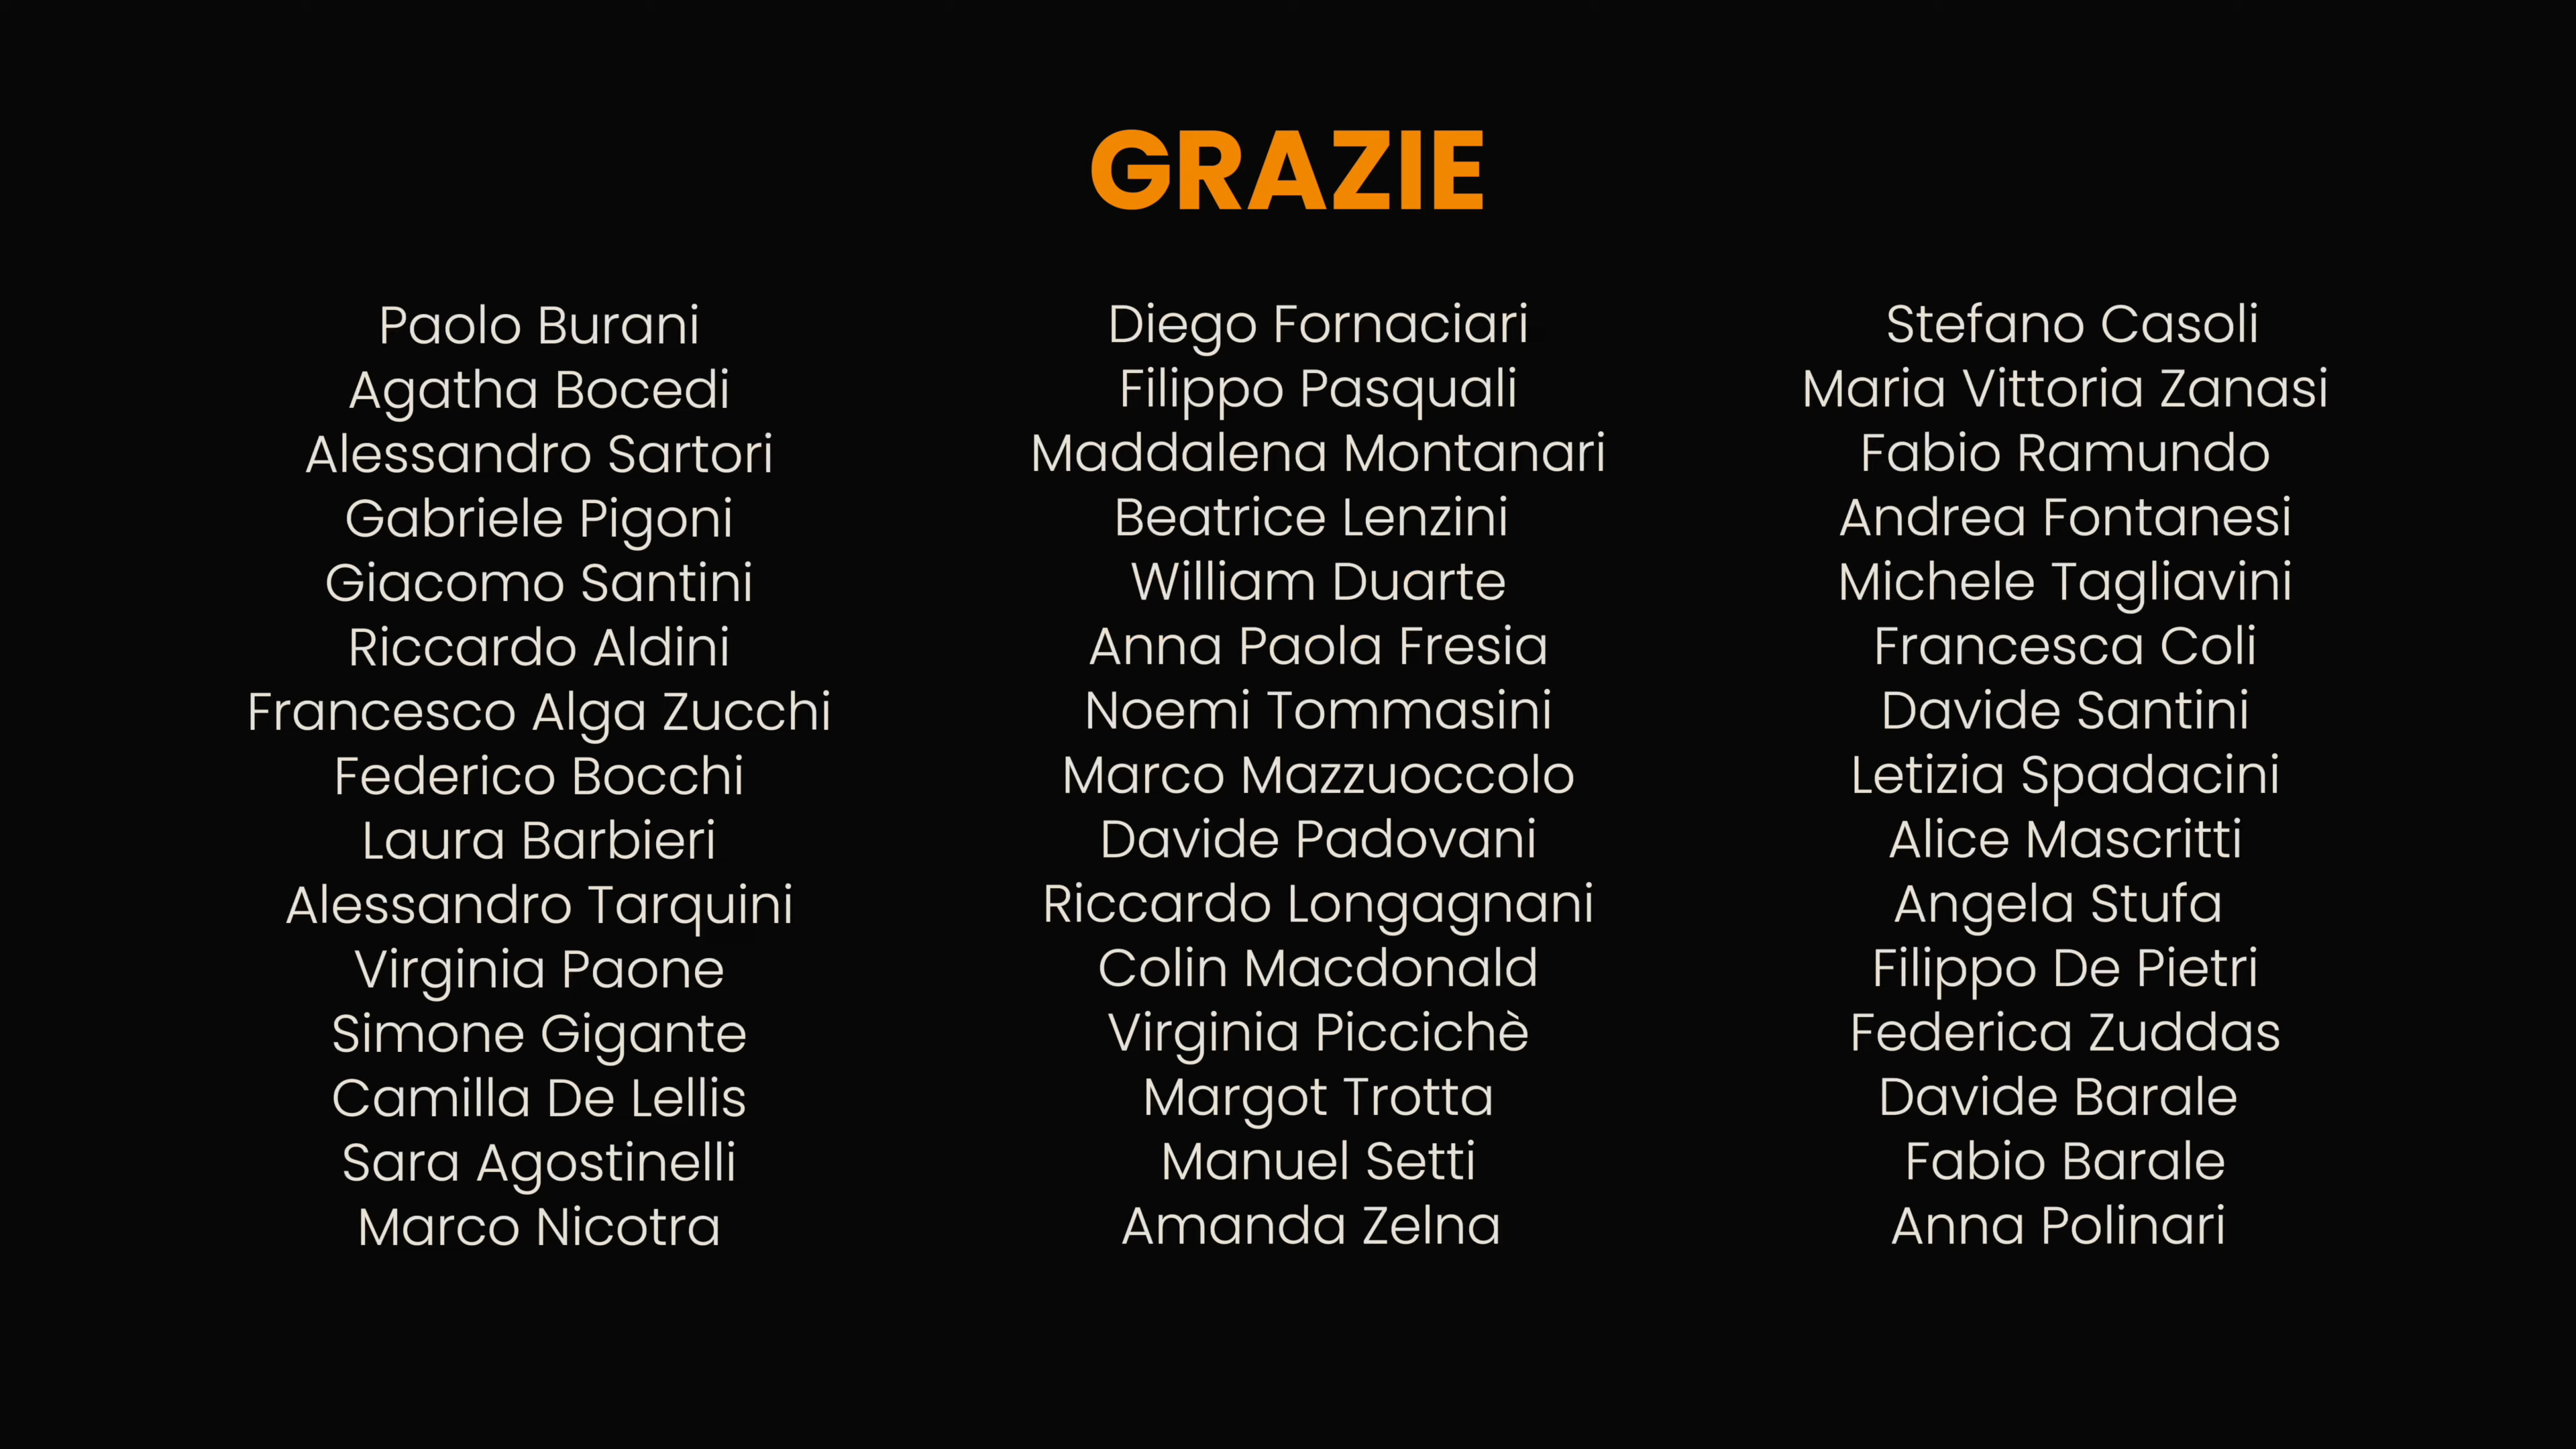 GRAZIE
Paolo Burani
Agatha Bocedi
Alessandro Sartori
Gabriele Pigoni
Giacomo Santini
Riccardo Aldini
Francesco Alga Zucchi
Federico Bocchi
Laura Barbieri
Alessandro Tarquini
Virginia Paone
Simone Gigante
Camilla De Lellis
Sara Agostinelli
Marco Nicotra
Diego Fornaciari
Filippo Pasquali
Maddalena Montanari
Beatrice Lenzini
William Duarte
Anna Paola Fresia
Noemi Tommasini
Marco Mazzuoccolo
Davide Padovani
Riccardo Longagnani
Colin Macdonald
Virginia Piccichè
Margot Trotta
Manuel Setti
Amanda Zelna
Stefano Casoli
Maria Vittoria Zanasi
Fabio Ramundo
Andrea Fontanesi
Michele Tagliavini
Francesca Coli
Davide Santini
Letizia Spadacini
Alice Mascritti
Angela Stufa
Filippo De Pietri
Federica Zuddas
Davide Barale
Fabio Barale
Anna Polinari